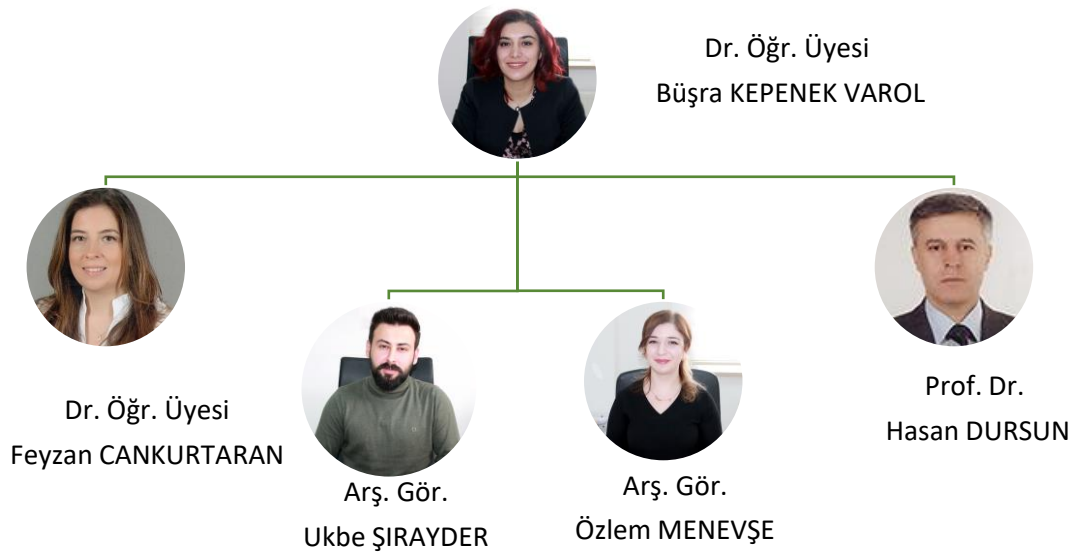 Dr. Öğr. Üyesi
Büşra KEPENEK VAROL
Dr. Öğr. Üyesi
Feyzan CANKURTARAN
Arş. Gör.
Ukbe ŞIRAYDER
Arş. Gör.
Özlem MENEVŞE
Prof. Dr.
Hasan DURSUN